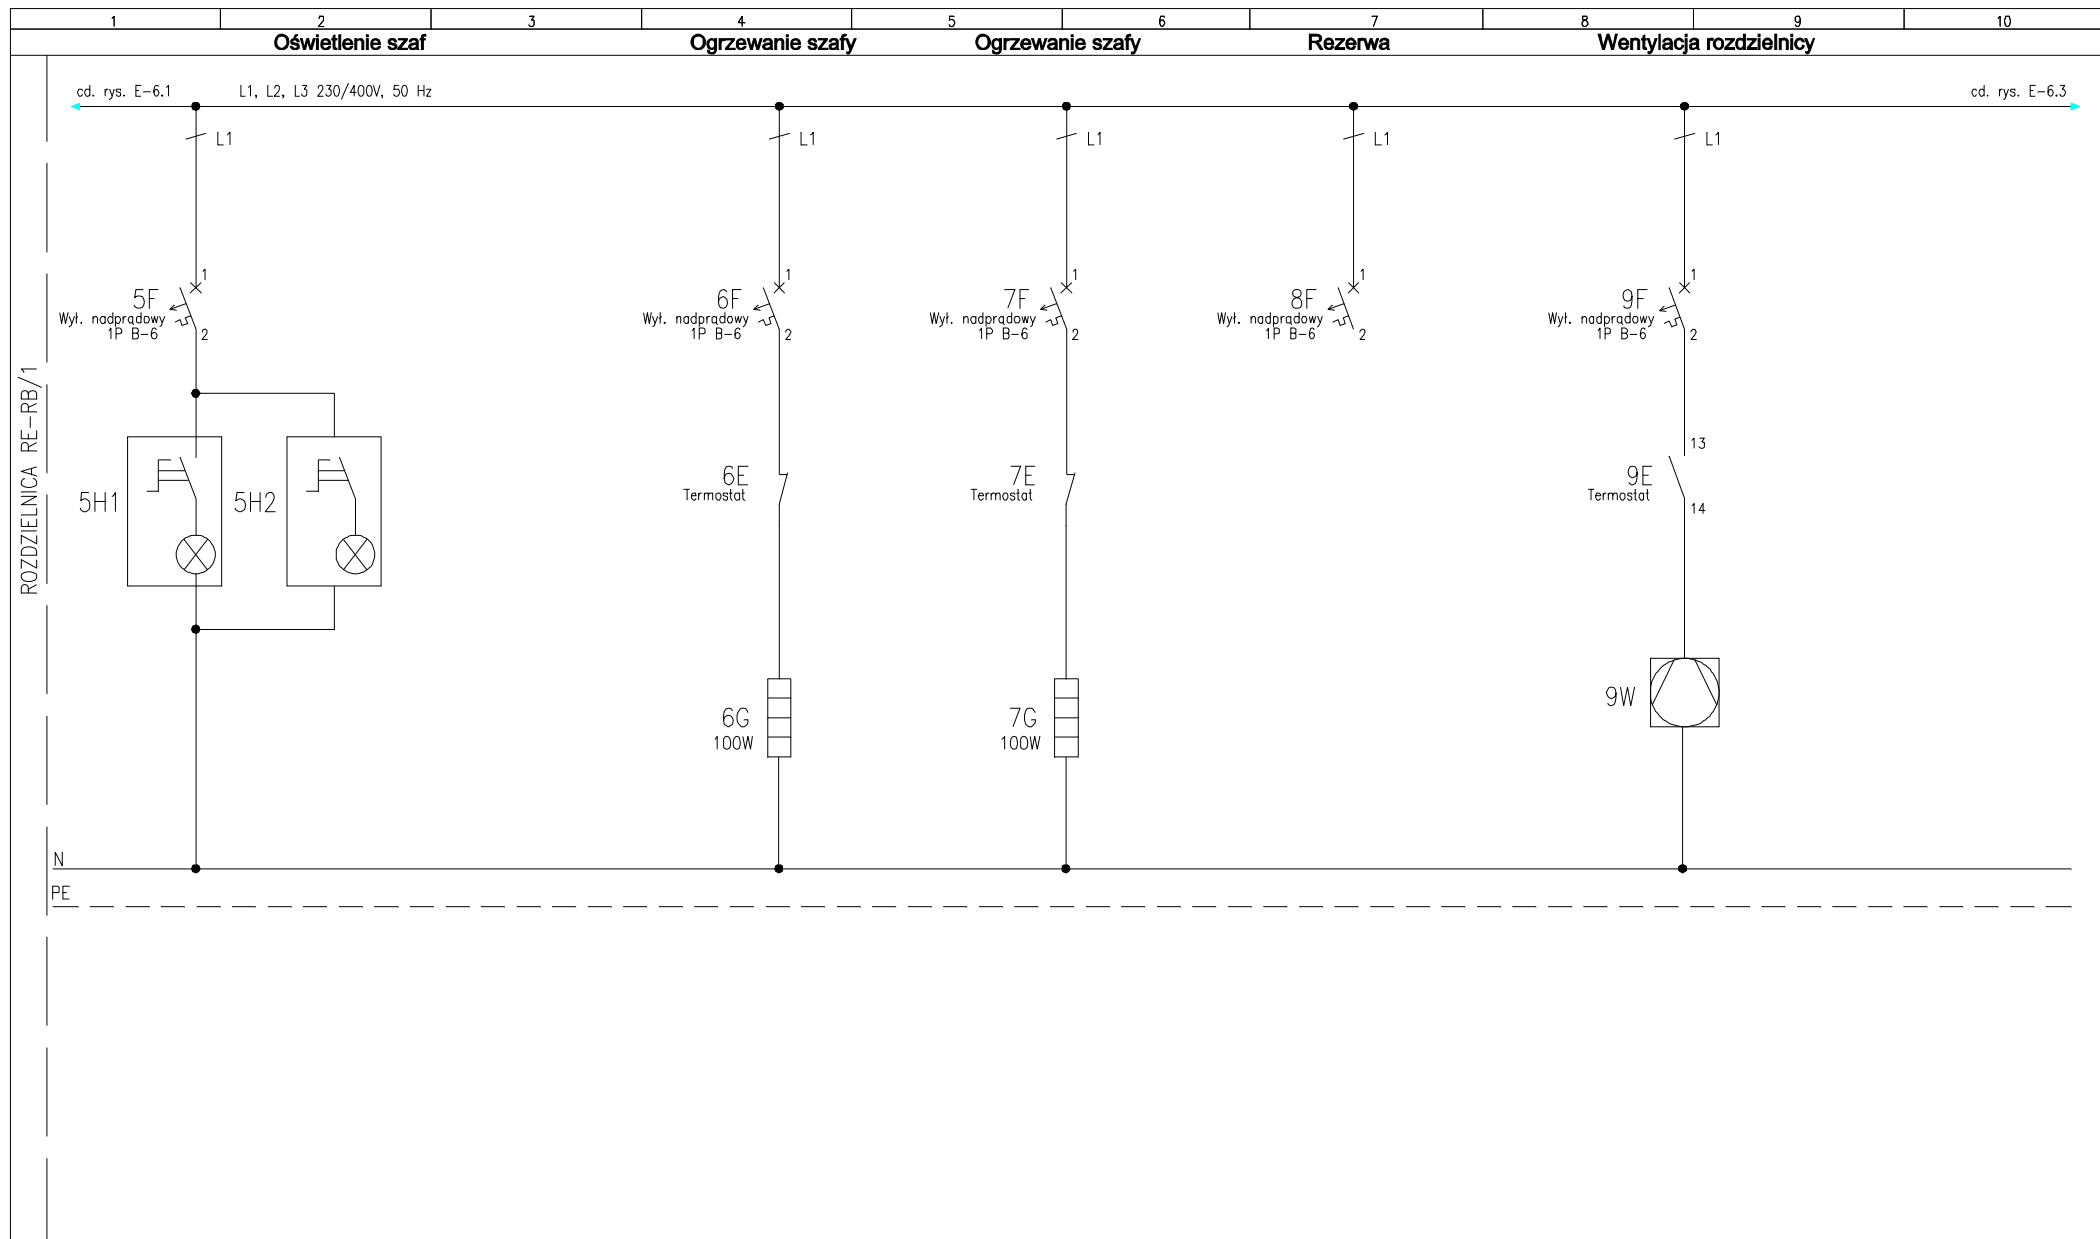 1 2 3 4 5 6 7 8 9 10
Oświetlenie szaf Ogrzewanie szafy Ogrzewanie szafy Rezerwa Wentylacja rozdzielnicy
cd. rys. E-6.1 L1, L2, L3 230/400V, 50 Hz cd. rys. E-6.3
L1 L1 L1 L1 L1
1 1 1 1 1
5F 6F 7F 8F 9F
Wył. nadprądowy Wył. nadprądowy Wył. nadprądowy Wył. nadprądowy Wył. nadprądowy
1P B-6 2 1P B-6 2 1P B-6 2 1P B-6 2 1P B-6 2
ROZDZIELNICA RE-RB/1
13
6E 7E 9E
Termostat Termostat Termostat
5H1 5H2 14
9W
6G 7G
100W 100W
N
PE